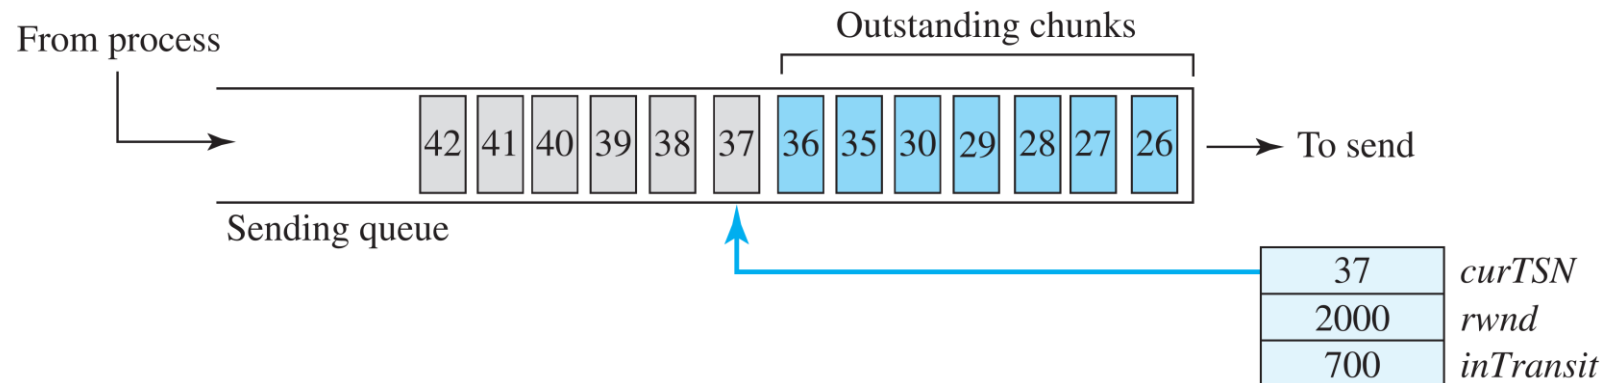 Outstanding chunks
From process
42 41 40 39 38 37 36 35 30 29 28 27 26
To send
Sending queue
37 curTSN
2000 rwnd
700 inTransit